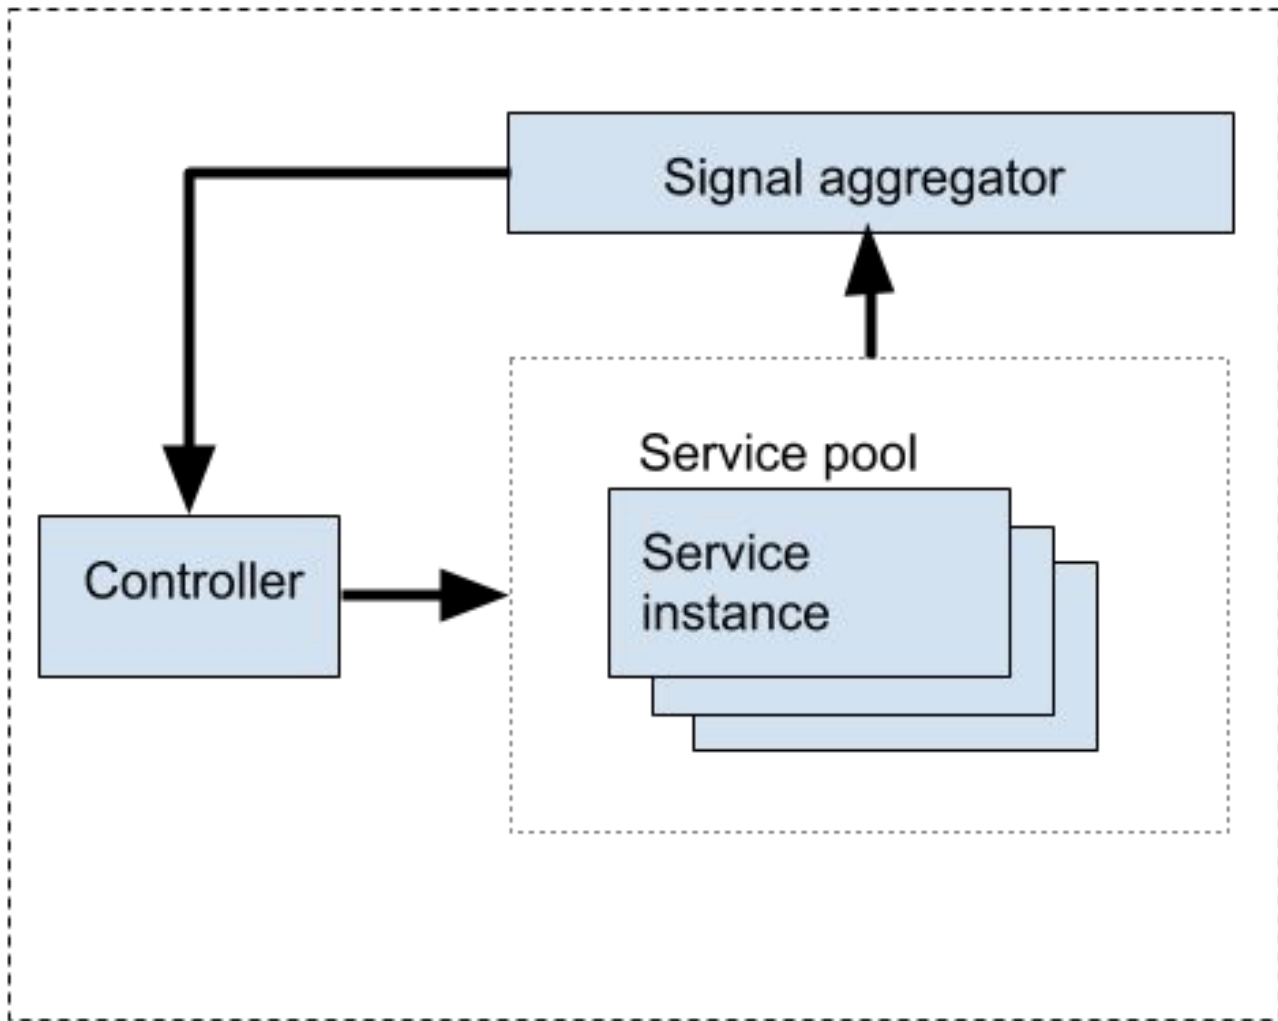 Signal aggregator
Service pool
Service
instance
Controller